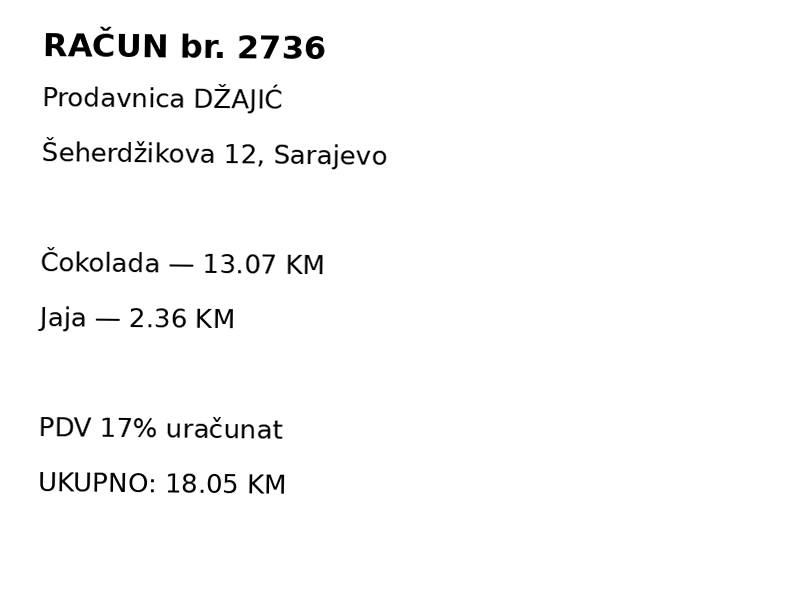 RAČUN br. 2736
Prodavnica DŽAJIĆ
Šeherdžikova 12, Sarajevo
Čokolada — 13.07 KM
Jaja — 2.36 KM
PDV 17% uračunat
UKUPNO: 18.05 KM